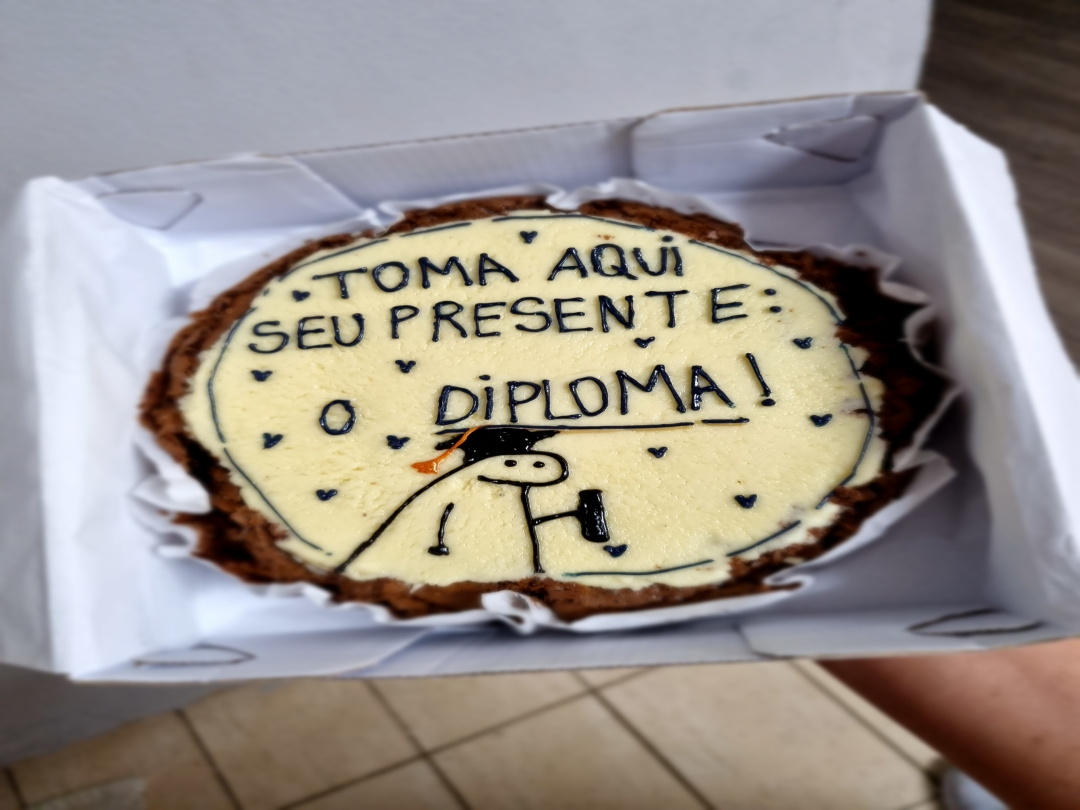 TOMA AQUi
SEU PRESENTE:
O DiPLOMA!